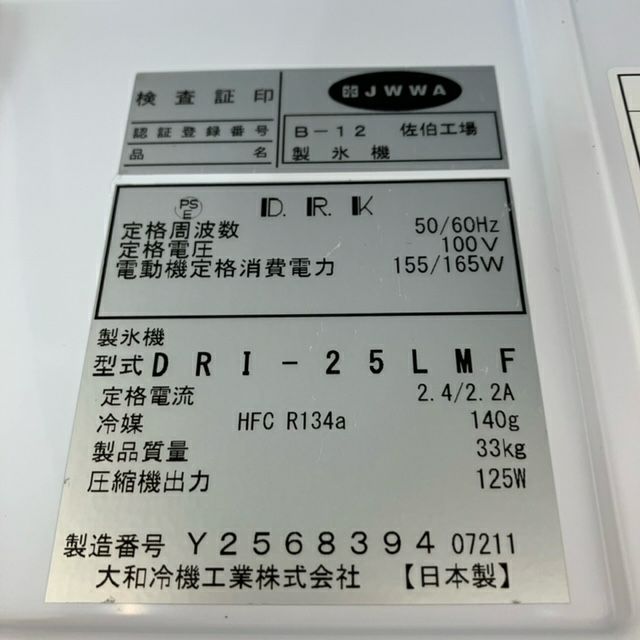 検査証印 JWWA
認証登録番号 B-12 佐伯工場
品名 製氷機
PSE D.R.K
定格周波数 50/60Hz
定格電圧 100V
電動機定格消費電力 155/165W
製氷機
型式 DRI-25LMF
定格電流 2.4/2.2A
冷媒 HFC R134a 140g
製品質量 33kg
圧縮機出力 125W
製造番号 Y2568394 07211
大和冷機工業株式会社 【日本製】